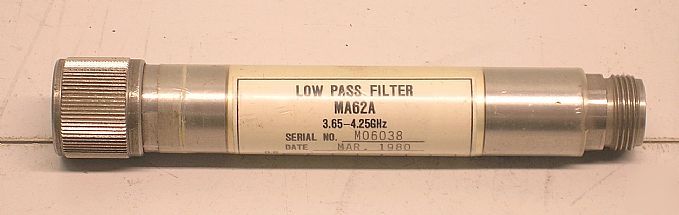 LOW PASS FILTER
MA62A
3.65-4.25GHz
SERIAL NO. M06038
DATE MAR. 1980